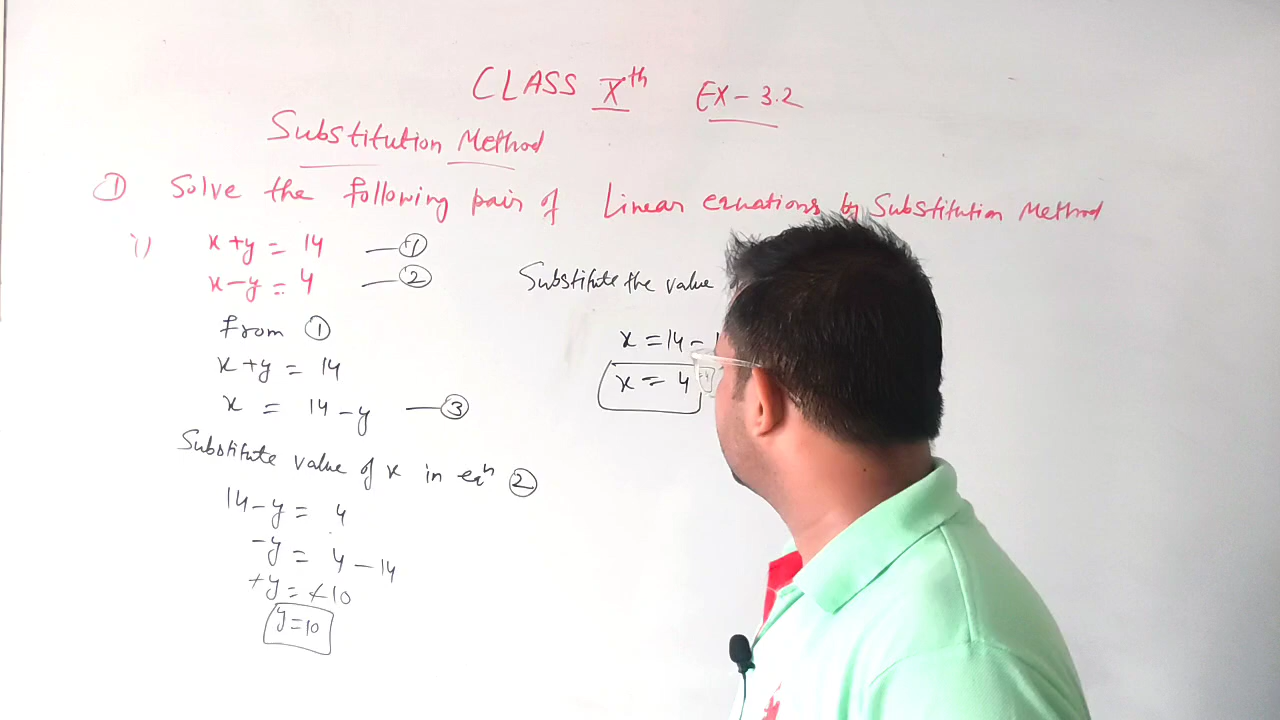 CLASS Xth EX-3.2
Substitution Method
① Solve the following pair of Linear equations by Substitution Method
i) x+y = 14 —①
x-y = 4 —②
From ①
x+y = 14
x = 14-y —③
Substitute value of x in eqn ②
14-y = 4
-y = 4-14
+y = +10
y=10
Substitute the value
x = 14-
x = 4